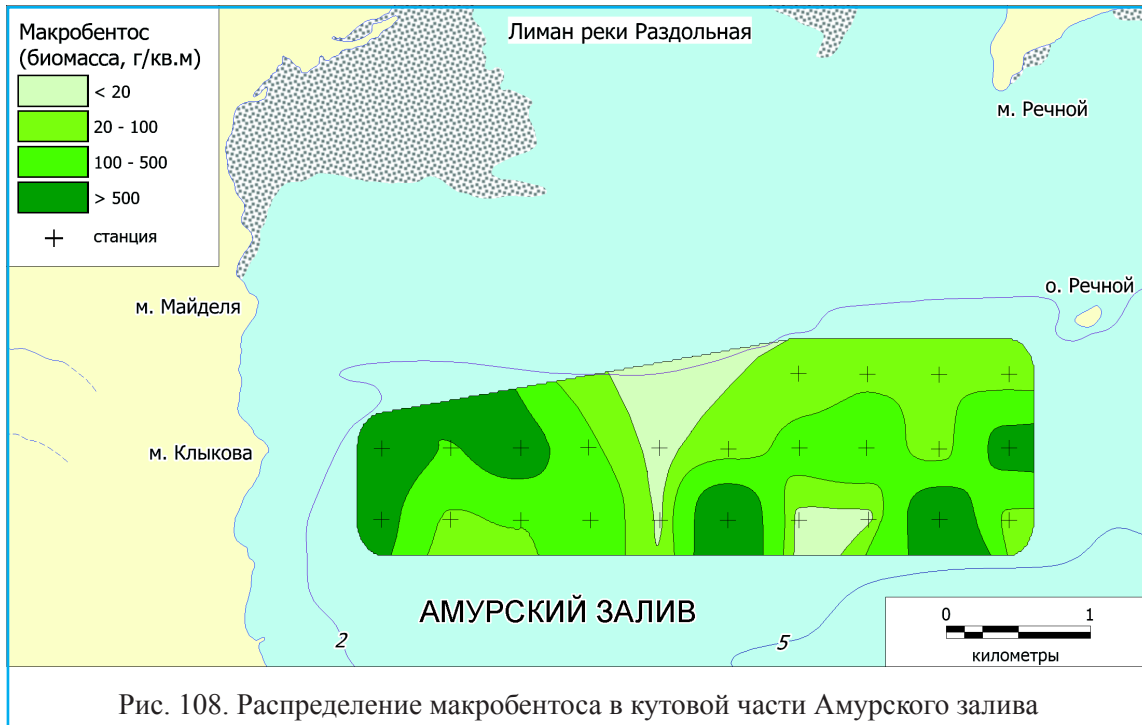 Макробентос
(биомасса, г/кв.м)
< 20
20 - 100
100 - 500
> 500
станция
Лиман реки Раздольная
м. Речной
о. Речной
м. Майделя
м. Клыкова
АМУРСКИЙ ЗАЛИВ
2
5
0 1
километры
Рис. 108. Распределение макробентоса в кутовой части Амурского залива